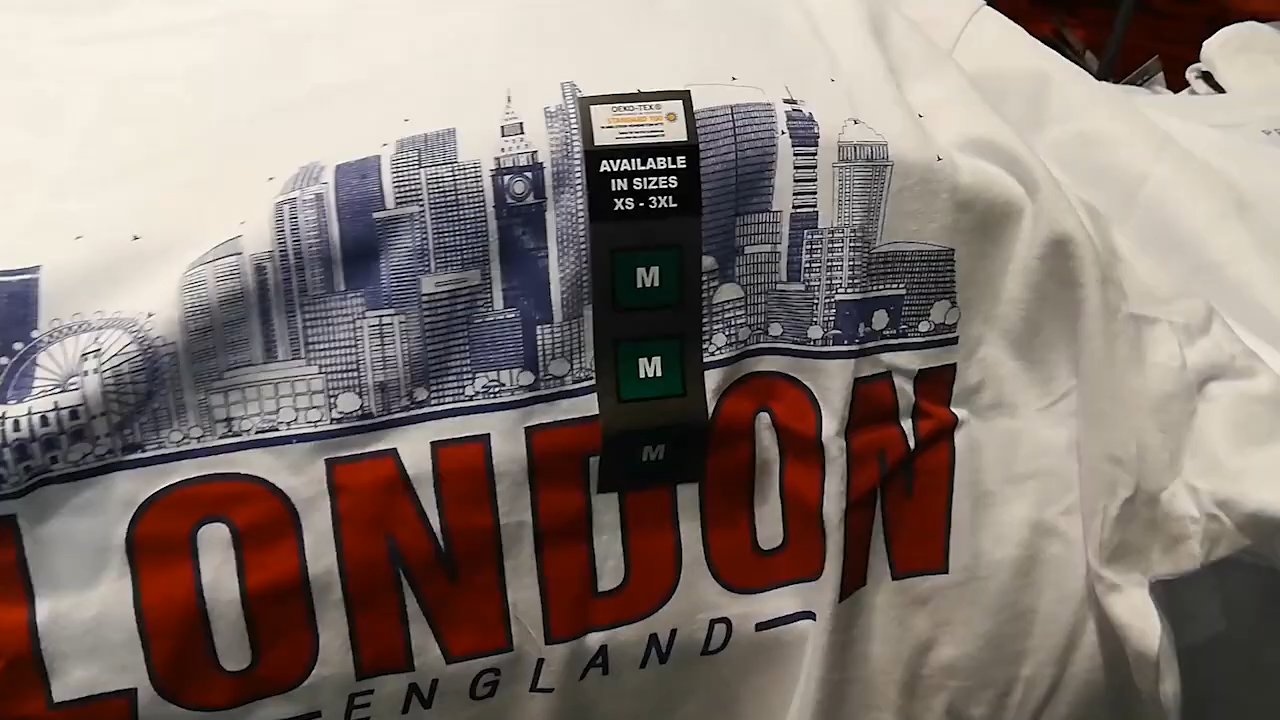 OEKO-TEX®
STANDARD 100
AVAILABLE
IN SIZES
XS - 3XL
M
M
M
LONDON
ENGLAND